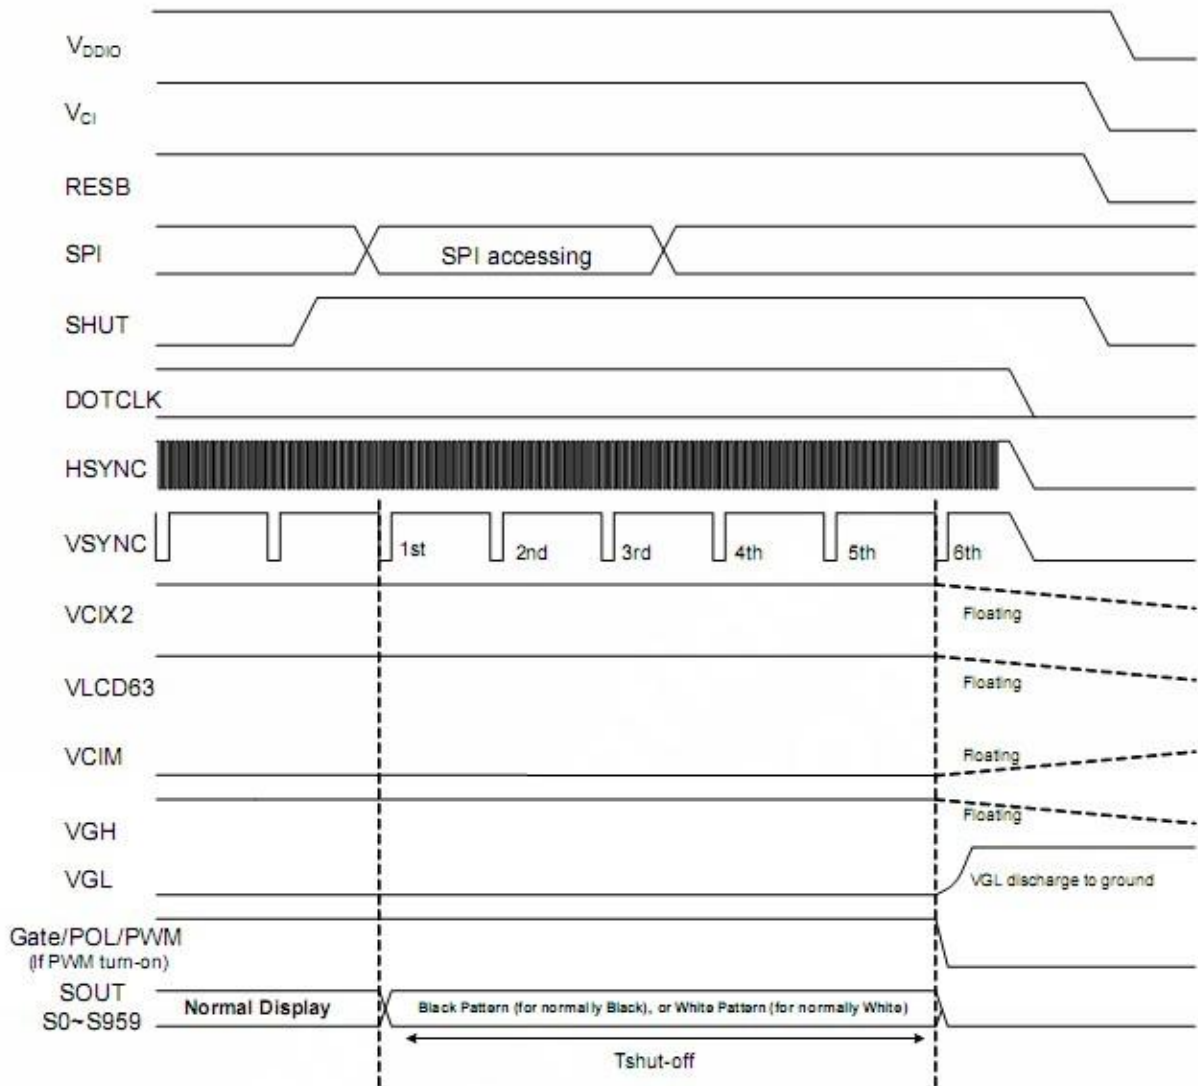 VDDIO
VCI
RESB
SPI
SPI accessing
SHUT
DOTCLK
HSYNC
VSYNC
1st 2nd 3rd 4th 5th 6th
VCIX2
Floating
VLCD63
Floating
VCIM
Floating
VGH
Floating
VGL
VGL discharge to ground
Gate/POL/PWM
(If PWM turn-on)
SOUT
S0~S959
Normal Display
Black Pattern (for normally Black), or White Pattern (for normally White)
Tshut-off